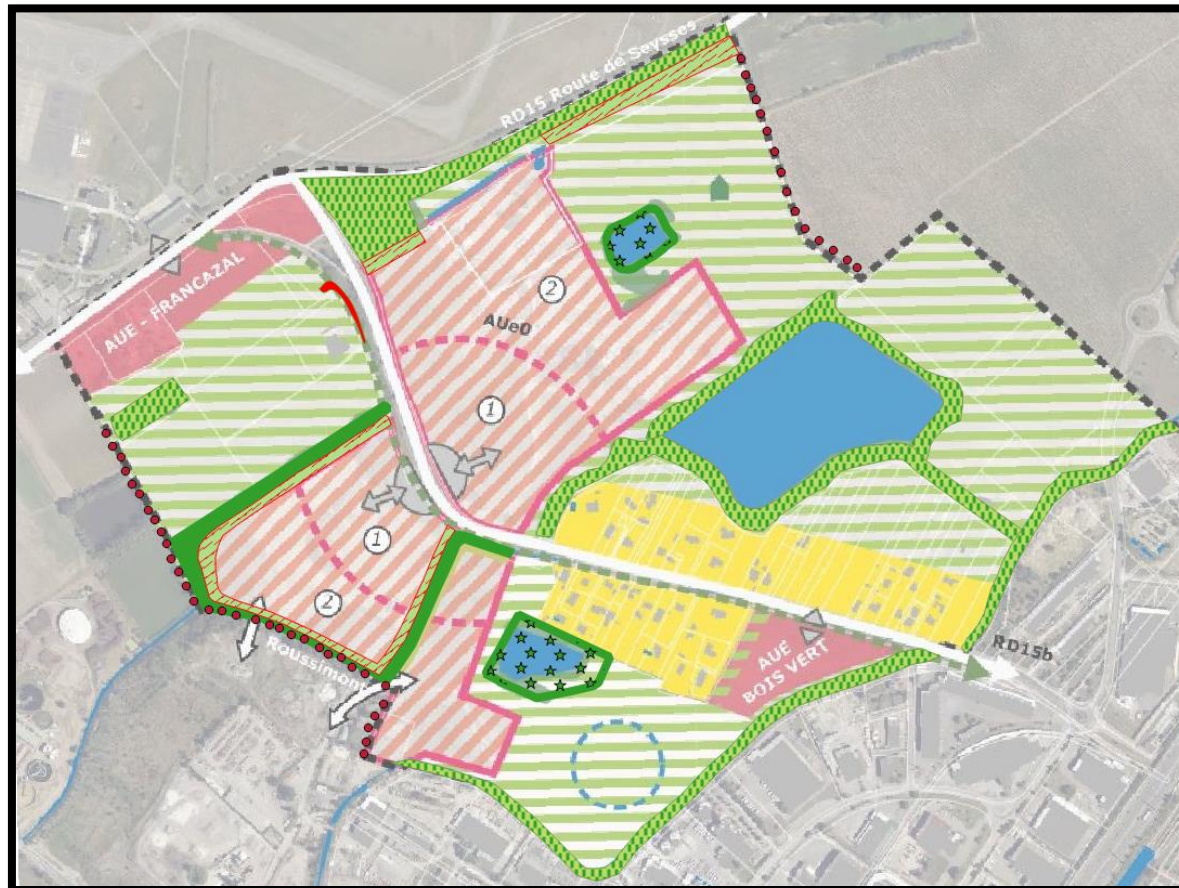 RD15 Route de Seysses
AUE - FRANCAZAL
2
AUe0
1
1
2
Roussimort
AUE
BOIS VERT
RD15b